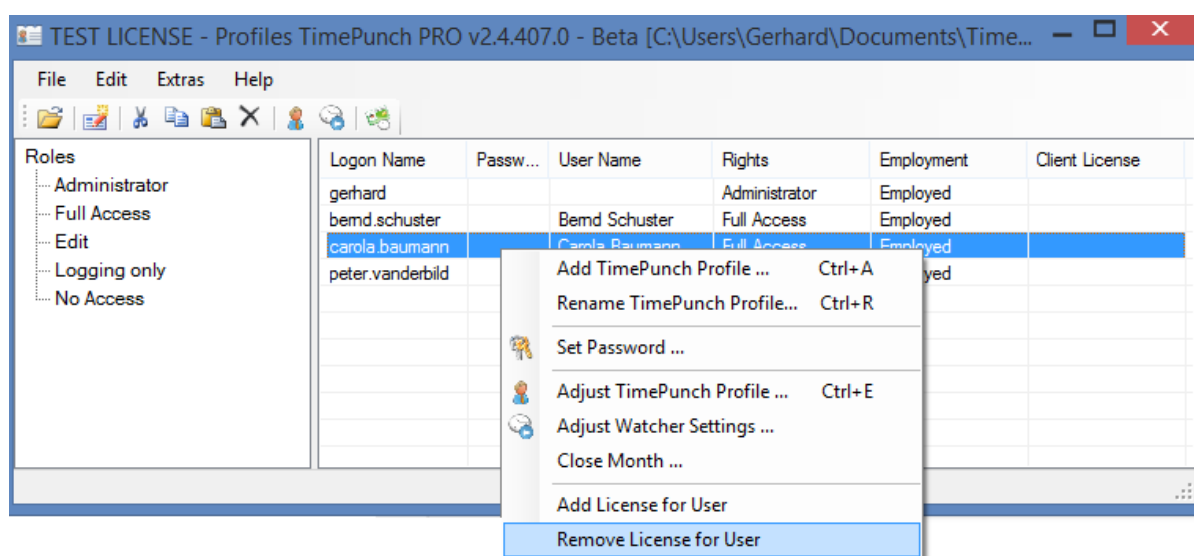 TEST LICENSE - Profiles TimePunch PRO v2.4.407.0 - Beta [C:\Users\Gerhard\Documents\Time...
File Edit Extras Help
Roles
Administrator
Full Access
Edit
Logging only
No Access
Logon Name Passw... User Name Rights Employment Client License
gerhard Administrator Employed
bernd.schuster Bernd Schuster Full Access Employed
carola.baumann Carola Baumann Full Access Employed
peter.vanderbild yed
Add TimePunch Profile ... Ctrl+A
Rename TimePunch Profile... Ctrl+R
Set Password ...
Adjust TimePunch Profile ... Ctrl+E
Adjust Watcher Settings ...
Close Month ...
Add License for User
Remove License for User